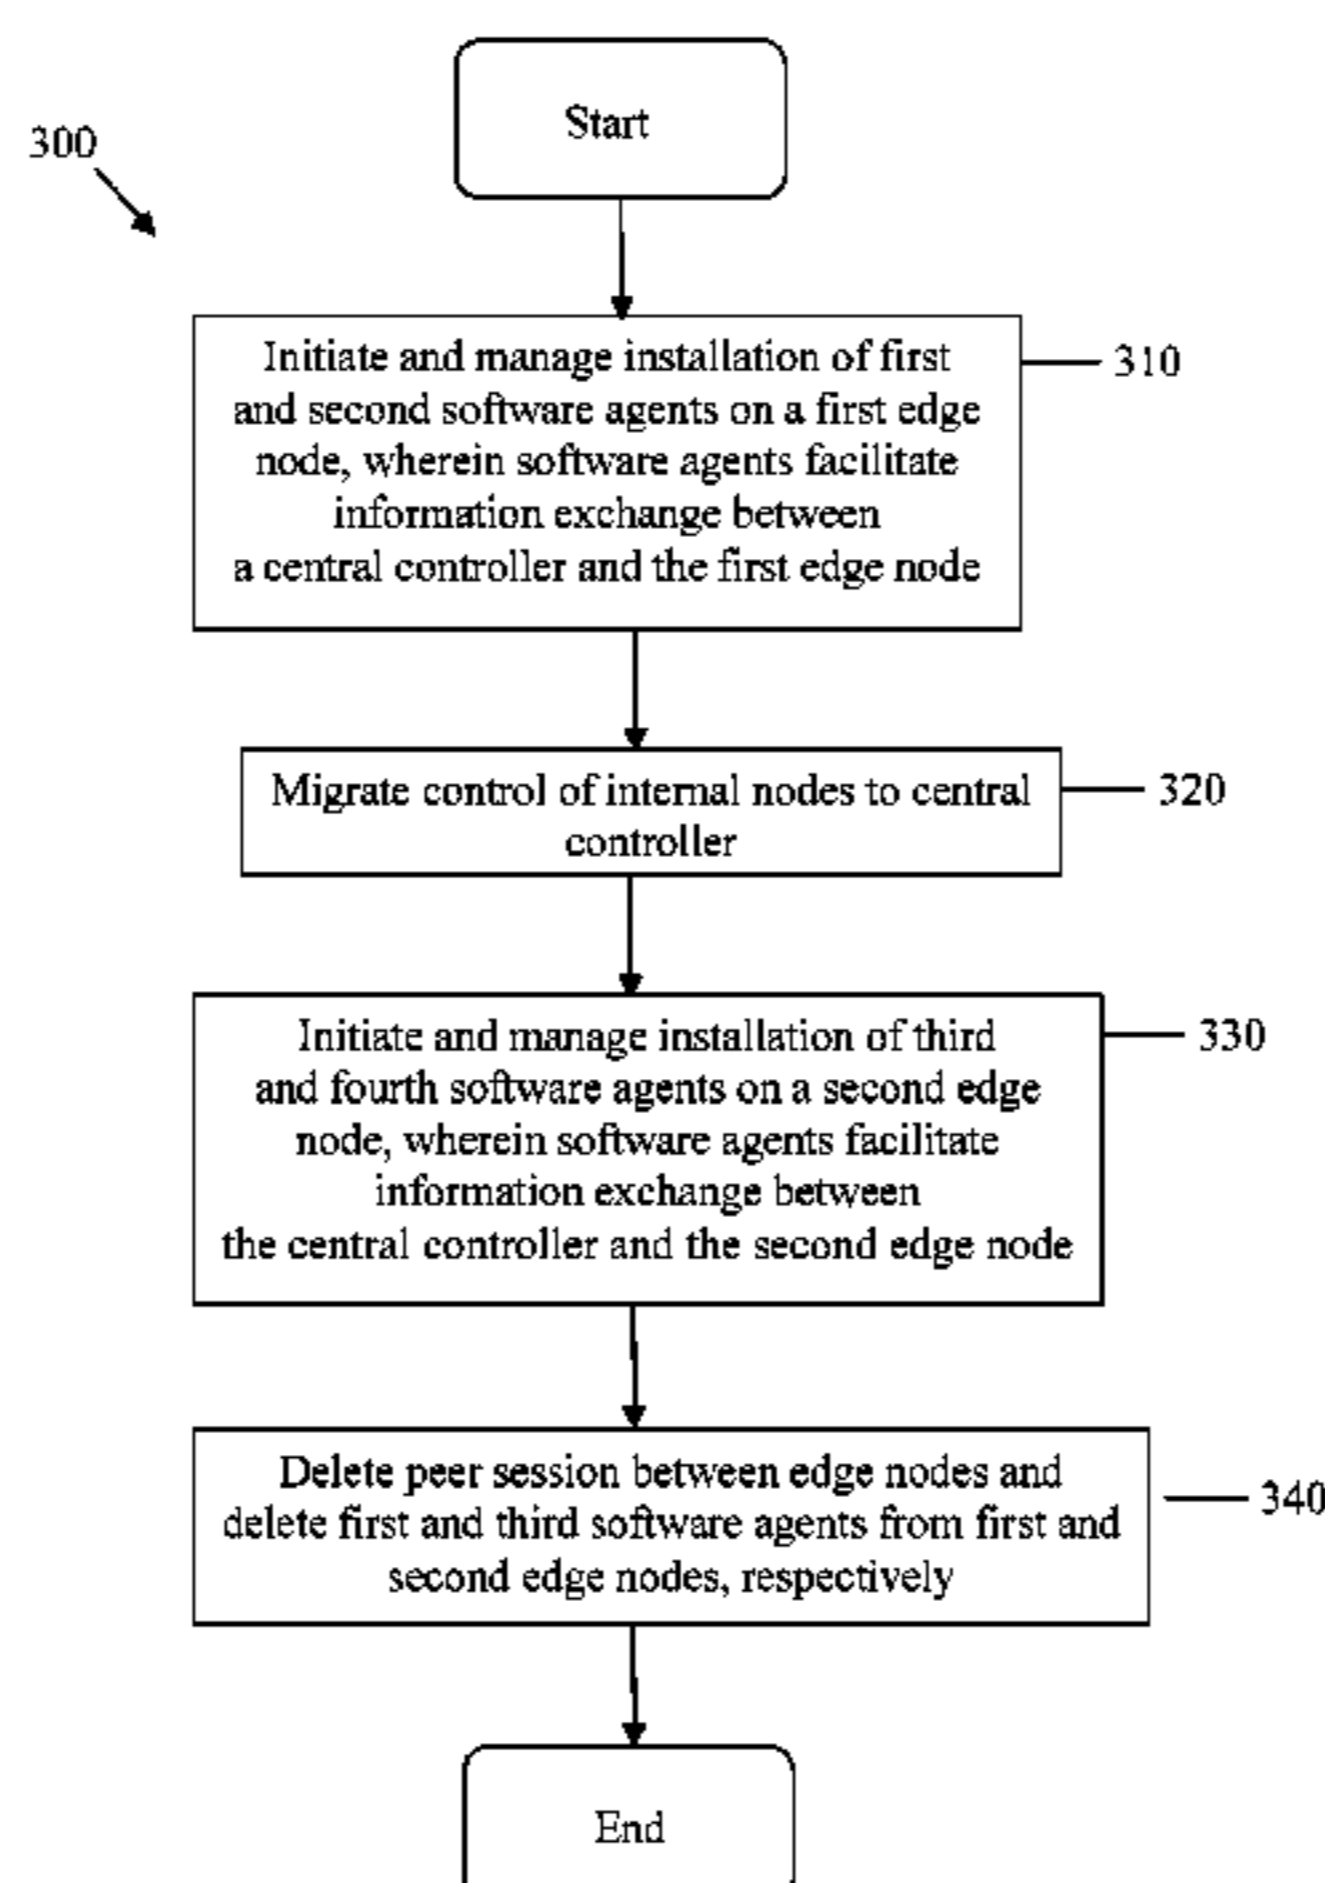 Start
300
Initiate and manage installation of first
and second software agents on a first edge
node, wherein software agents facilitate
information exchange between
a central controller and the first edge node
310
Migrate control of internal nodes to central
controller
320
Initiate and manage installation of third
and fourth software agents on a second edge
node, wherein software agents facilitate
information exchange between
the central controller and the second edge node
330
Delete peer session between edge nodes and
delete first and third software agents from first and
second edge nodes, respectively
340
End